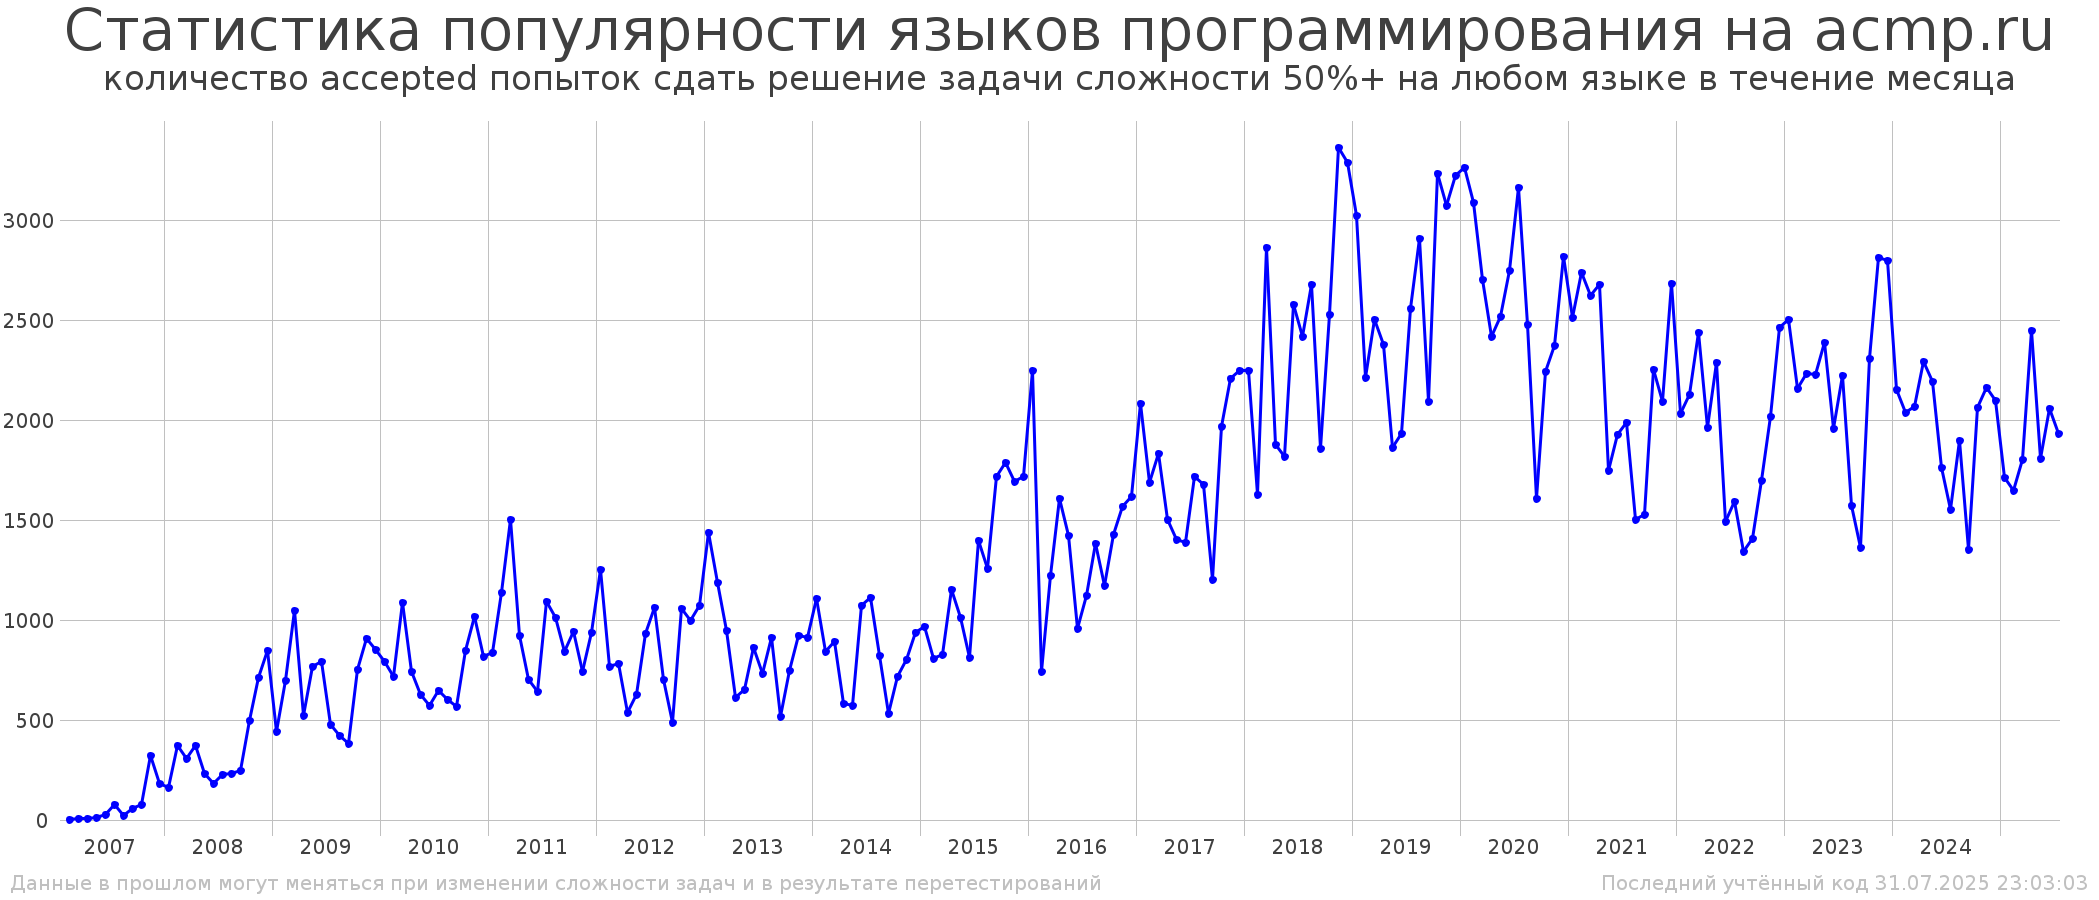 Статистика популярности языков программирования на acmp.ru
количество accepted попыток сдать решение задачи сложности 50%+ на любом языке в течение месяца
3000
2500
2000
1500
1000
500
0
2007 2008 2009 2010 2011 2012 2013 2014 2015 2016 2017 2018 2019 2020 2021 2022 2023 2024
Данные в прошлом могут меняться при изменении сложности задач и в результате перетестирований
Последний учтённый код 31.07.2025 23:03:03